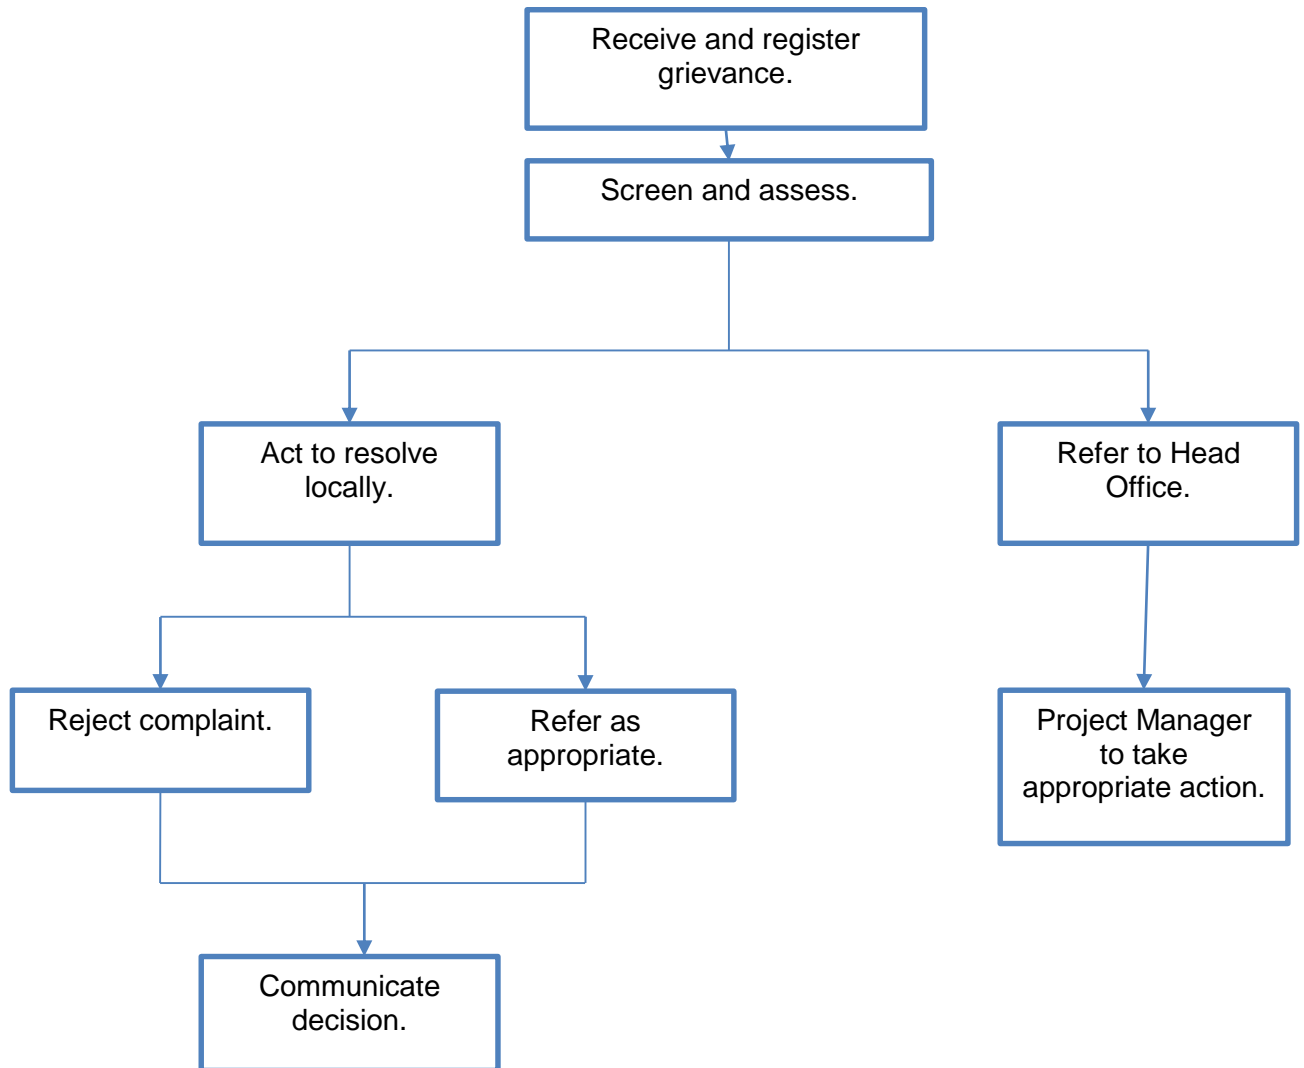 Receive and register
grievance.
Screen and assess.
Act to resolve
locally.
Refer to Head
Office.
Reject complaint.
Refer as
appropriate.
Project Manager
to take
appropriate action.
Communicate
decision.